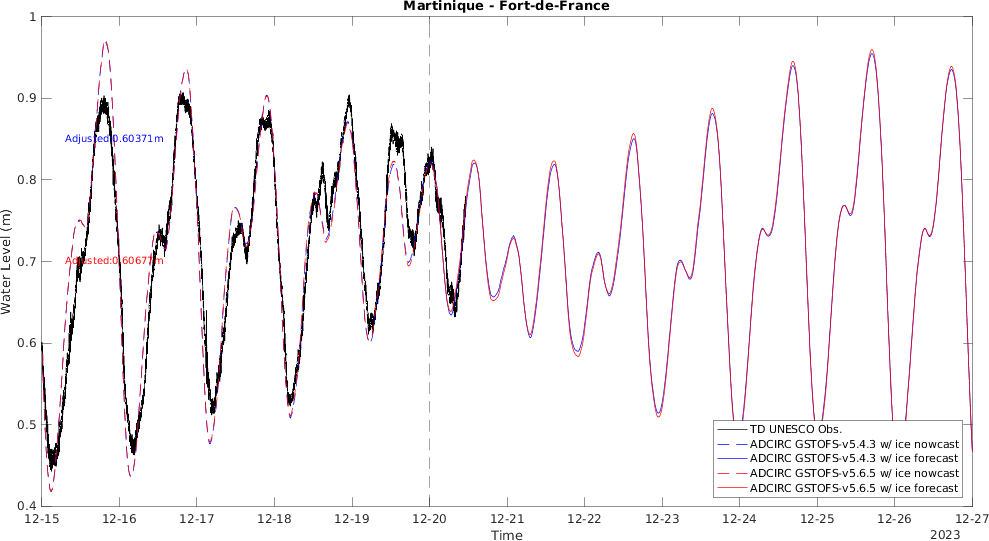 Martinique - Fort-de-France
1
0.9
0.8
0.7
0.6
0.5
0.4
Water Level (m)
Adjusted:0.60371m
Adjusted:0.60677m
TD UNESCO Obs.
ADCIRC GSTOFS-v5.4.3 w/ ice nowcast
ADCIRC GSTOFS-v5.4.3 w/ ice forecast
ADCIRC GSTOFS-v5.6.5 w/ ice nowcast
ADCIRC GSTOFS-v5.6.5 w/ ice forecast
12-15 12-16 12-17 12-18 12-19 12-20 12-21 12-22 12-23 12-24 12-25 12-26 12-27
Time
2023